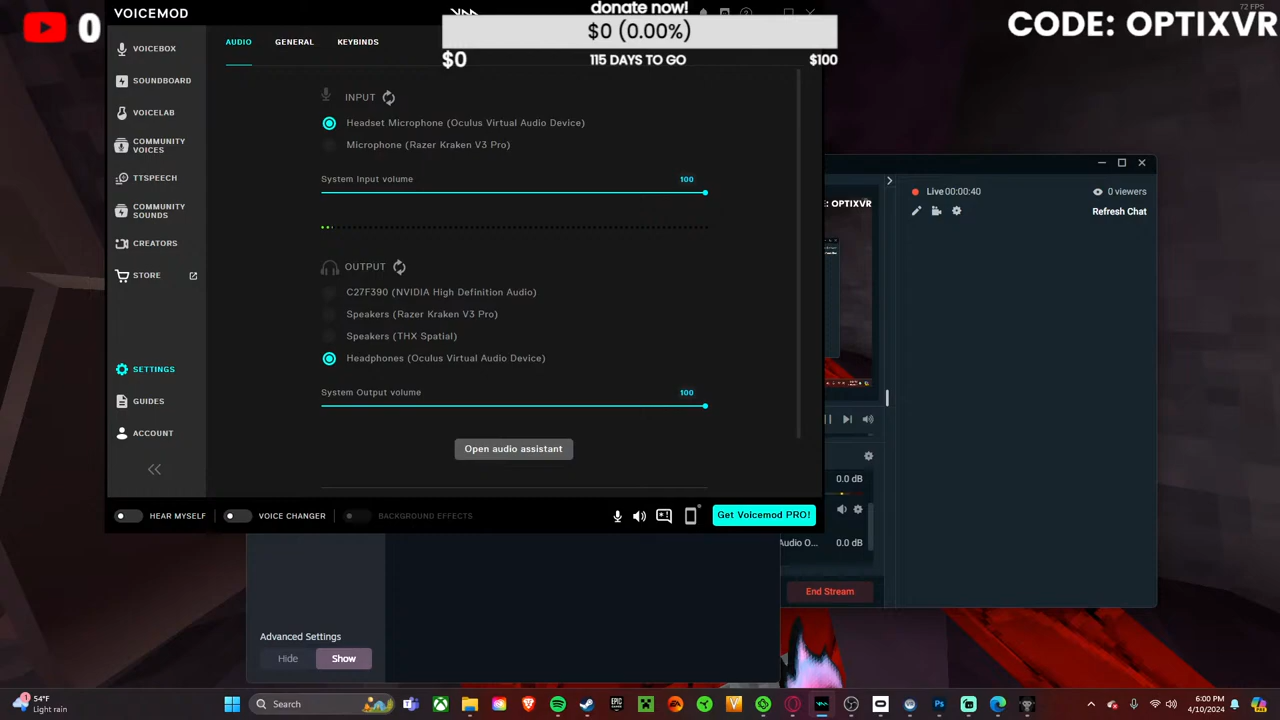 VOICEMOD
donate now!
$0 (0.00%)
$0
115 DAYS TO GO
$100
0
72 FPS
CODE: OPTIXVR
AUDIO
GENERAL
KEYBINDS
VOICEBOX
SOUNDBOARD
VOICELAB
COMMUNITY
VOICES
TTSPEECH
COMMUNITY
SOUNDS
CREATORS
STORE
SETTINGS
GUIDES
ACCOUNT
INPUT
Headset Microphone (Oculus Virtual Audio Device)
Microphone (Razer Kraken V3 Pro)
System Input volume
100
OUTPUT
C27F390 (NVIDIA High Definition Audio)
Speakers (Razer Kraken V3 Pro)
Speakers (THX Spatial)
Headphones (Oculus Virtual Audio Device)
System Output volume
100
Open audio assistant
HEAR MYSELF
VOICE CHANGER
BACKGROUND EFFECTS
Get Voicemod PRO!
Live 00:00:40
0 viewers
Refresh Chat
CODE: OPTIXVR
0.0 dB
Audio O...
0.0 dB
End Stream
Advanced Settings
Hide
Show
54°F
Light rain
Search
6:00 PM
4/10/2024